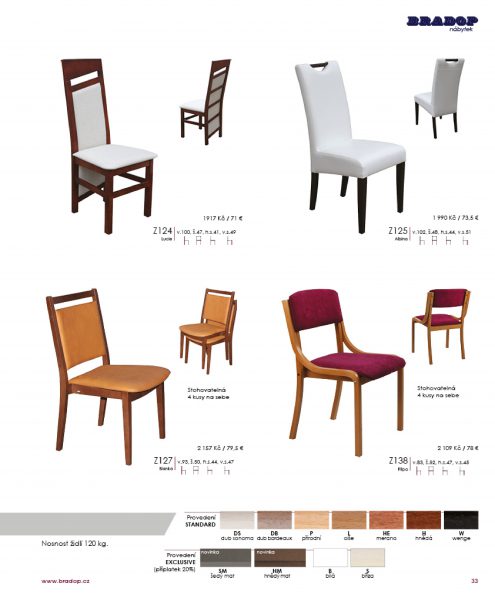 BRADOP
nábytek
1917 Kč / 71 €
Z124 v.100, š.47, h.s.41, v.s.49
Lucie
1 990 Kč / 73,5 €
Z125 v.102, š.48, h.s.44, v.s.51
Albina
Stohovatelná
4 kusy na sebe
2 157 Kč / 79,5 €
Z127 v.93, š.50, h.s.44, v.s.47
Blanka
Stohovatelná
4 kusy na sebe
2 109 Kč / 78 €
Z138 v.83, š.52, h.s.47, v.s.45
Filipa
Provedení
STANDARD
DS DB P L HE H W
dub sonoma dub bordeaux přírodní olše merano hnědá wenge
Nosnost židlí 120 kg.
Provedení
EXCLUSIVE
(příplatek 20%)
novinka novinka
SM HM B S
šedý mat hnědý mat bílá bříza
www.bradop.cz
33